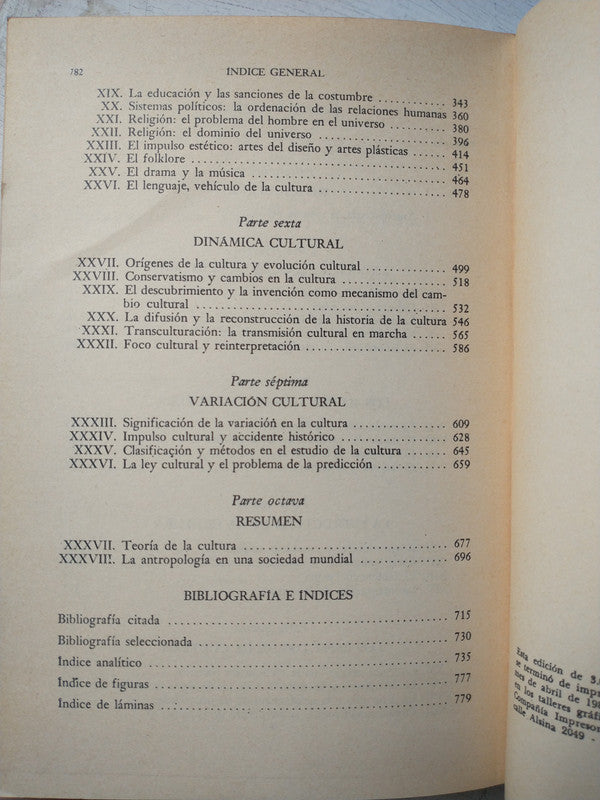 782 ÍNDICE GENERAL
XIX. La educación y las sanciones de la costumbre .......... 343
XX. Sistemas políticos: la ordenación de las relaciones humanas 360
XXI. Religión: el problema del hombre en el universo ........ 380
XXII. Religión: el dominio del universo .................. 396
XXIII. El impulso estético: artes del diseño y artes plásticas ..... 414
XXIV. El folklore ..................................... 451
XXV. El drama y la música ............................ 464
XXVI. El lenguaje, vehículo de la cultura .................. 478
Parte sexta
DINÁMICA CULTURAL
XXVII. Orígenes de la cultura y evolución cultural ............ 499
XXVIII. Conservatismo y cambios en la cultura ............... 518
XXIX. El descubrimiento y la invención como mecanismo del cam-
bio cultural ..................................... 532
XXX. La difusión y la reconstrucción de la historia de la cultura 546
XXXI. Transculturación: la transmisión cultural en marcha ...... 565
XXXII. Foco cultural y reinterpretación .................... 586
Parte séptima
VARIACIÓN CULTURAL
XXXIII. Significación de la variación en la cultura ............. 609
XXXIV. Impulso cultural y accidente histórico ............... 628
XXXV. Clasificación y métodos en el estudio de la cultura ...... 645
XXXVI. La ley cultural y el problema de la predicción .......... 659
Parte octava
RESUMEN
XXXVII. Teoría de la cultura .............................. 677
XXXVIII. La antropología en una sociedad mundial ............. 696
BIBLIOGRAFÍA E ÍNDICES
Bibliografía citada ..................................... 715
Bibliografía seleccionada ................................ 730
Índice analítico ........................................ 735
Índice de figuras ....................................... 777
Índice de láminas ...................................... 779
Esta edición de
se terminó de
mes de abril de
en los talleres
Compañía
calle Alsina 2049 -